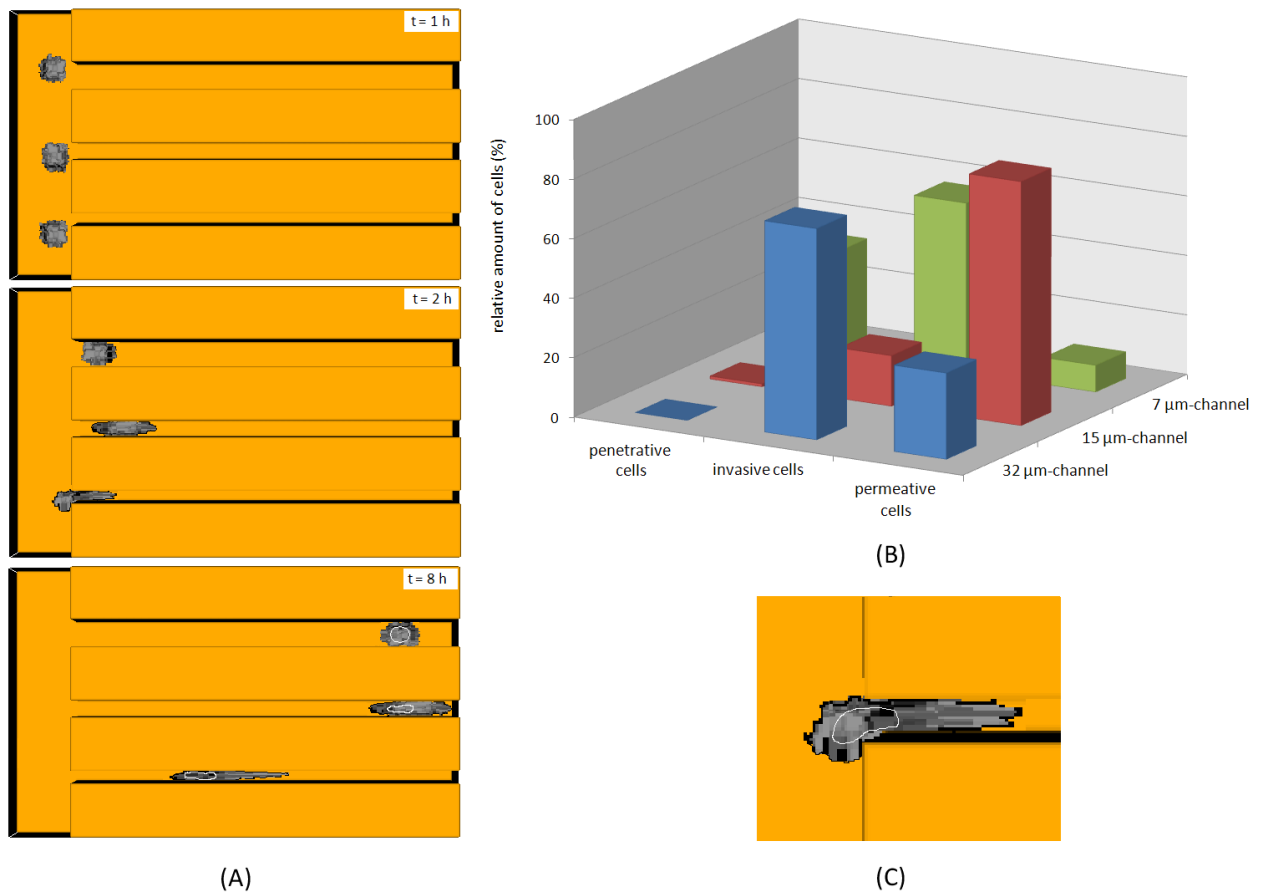 t = 1 h
t = 2 h
t = 8 h
(A)
relative amount of cells (%)
100
80
60
40
20
0
penetrative
cells
invasive cells
permeative
cells
7 µm-channel
15 µm-channel
32 µm-channel
(B)
(C)